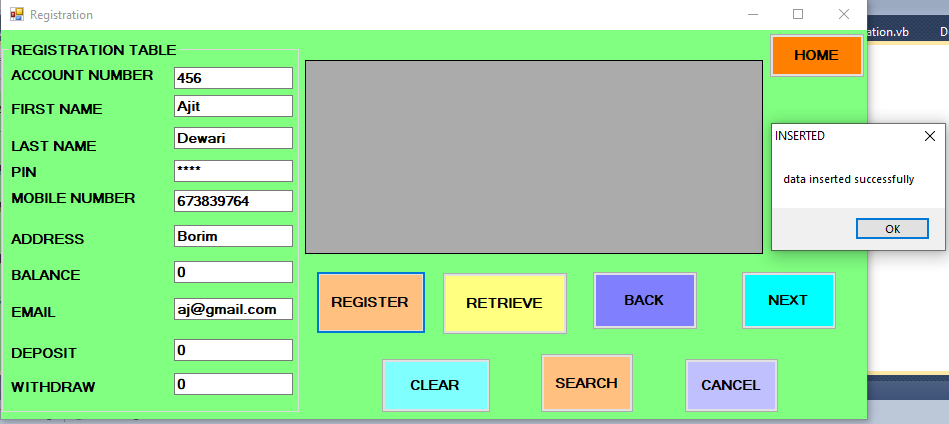 Registration
ation.vb D
REGISTRATION TABLE
HOME
ACCOUNT NUMBER 456
FIRST NAME Ajit
LAST NAME Dewari
PIN ****
MOBILE NUMBER 673839764
ADDRESS Borim
BALANCE 0
EMAIL aj@gmail.com
DEPOSIT 0
WITHDRAW 0
INSERTED
data inserted successfully
OK
REGISTER RETRIEVE BACK NEXT
CLEAR SEARCH CANCEL